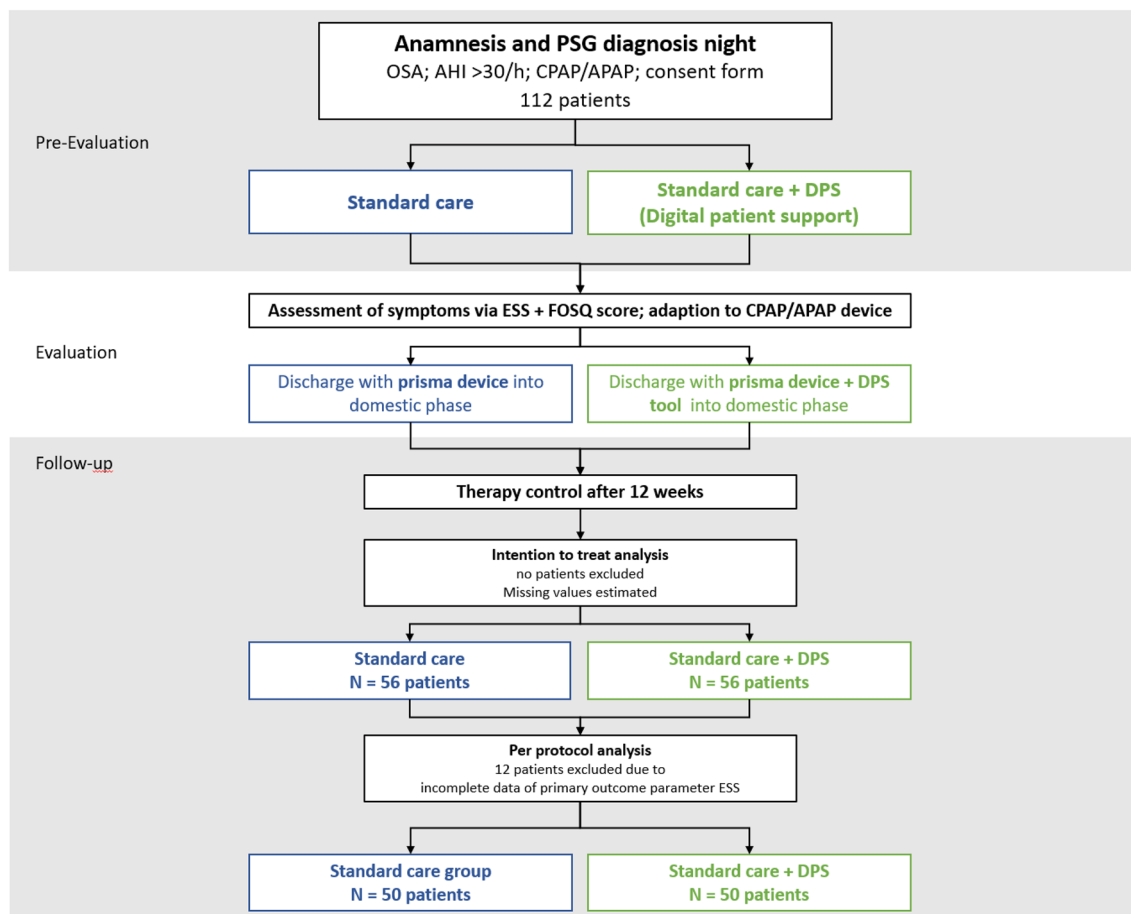 Anamnesis and PSG diagnosis night
OSA; AHI >30/h; CPAP/APAP; consent form
112 patients
Pre-Evaluation
Standard care
Standard care + DPS
(Digital patient support)
Assessment of symptoms via ESS + FOSQ score; adaption to CPAP/APAP device
Evaluation
Discharge with prisma device into
domestic phase
Discharge with prisma device + DPS
tool into domestic phase
Follow-up
Therapy control after 12 weeks
Intention to treat analysis
no patients excluded
Missing values estimated
Standard care
N = 56 patients
Standard care + DPS
N = 56 patients
Per protocol analysis
12 patients excluded due to
incomplete data of primary outcome parameter ESS
Standard care group
N = 50 patients
Standard care + DPS
N = 50 patients